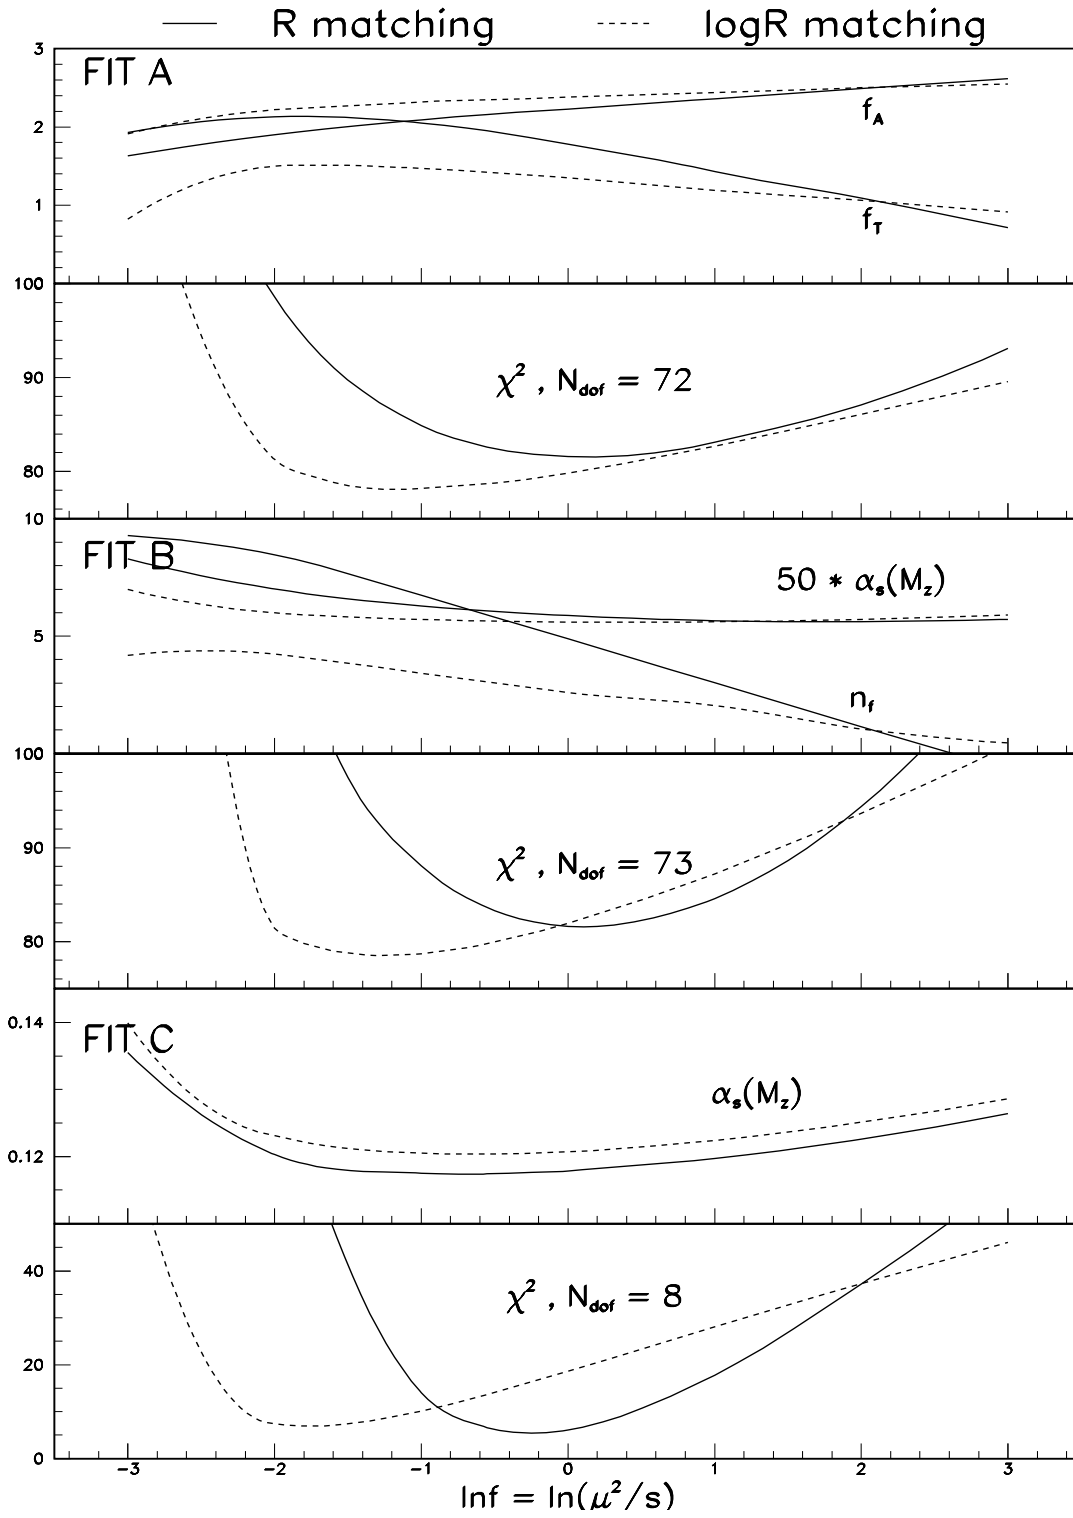 R matching logR matching
3
FIT A
2
f_A
1
f_T
100
90
χ² , N_dof = 72
80
10
FIT B
50 * α_s(M_z)
5
n_f
100
90
χ² , N_dof = 73
80
0.14
FIT C
α_s(M_z)
0.12
40
χ² , N_dof = 8
20
0
−3 −2 −1 0 1 2 3
lnf = ln(μ²/s)